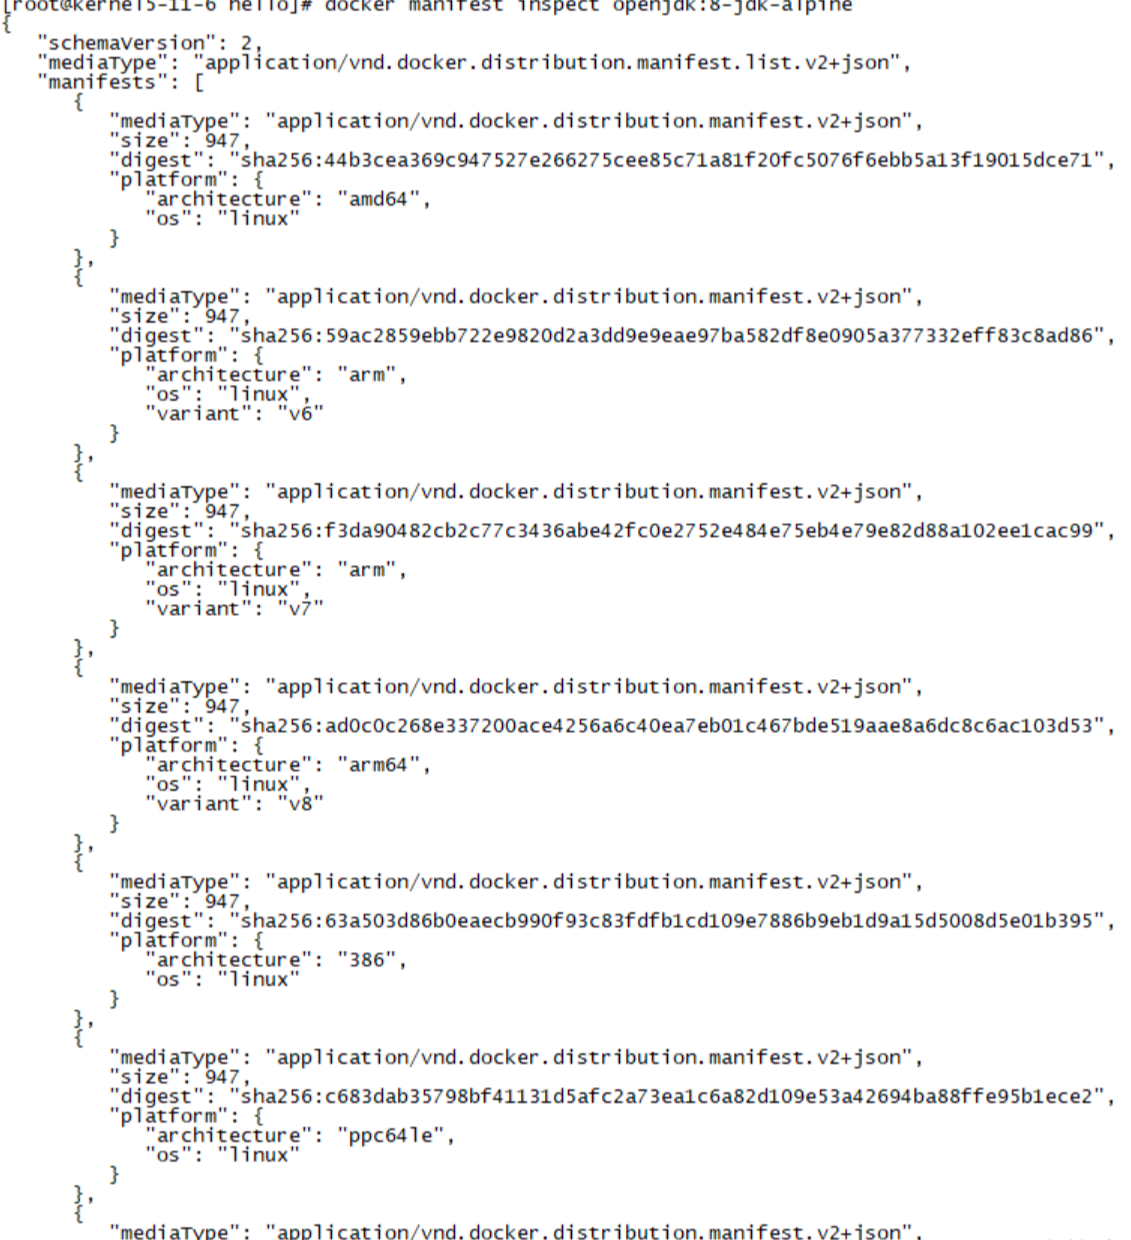 [root@kernel5-11-6 hello]# docker manifest inspect openjdk:8-jdk-alpine
{
   "schemaVersion": 2,
   "mediaType": "application/vnd.docker.distribution.manifest.list.v2+json",
   "manifests": [
      {
         "mediaType": "application/vnd.docker.distribution.manifest.v2+json",
         "size": 947,
         "digest": "sha256:44b3cea369c947527e266275cee85c71a81f20fc5076f6ebb5a13f19015dce71",
         "platform": {
            "architecture": "amd64",
            "os": "linux"
         }
      },
      {
         "mediaType": "application/vnd.docker.distribution.manifest.v2+json",
         "size": 947,
         "digest": "sha256:59ac2859ebb722e9820d2a3dd9e9eae97ba582df8e0905a377332eff83c8ad86",
         "platform": {
            "architecture": "arm",
            "os": "linux",
            "variant": "v6"
         }
      },
      {
         "mediaType": "application/vnd.docker.distribution.manifest.v2+json",
         "size": 947,
         "digest": "sha256:f3da90482cb2c77c3436abe42fc0e2752e484e75eb4e79e82d88a102ee1cac99",
         "platform": {
            "architecture": "arm",
            "os": "linux",
            "variant": "v7"
         }
      },
      {
         "mediaType": "application/vnd.docker.distribution.manifest.v2+json",
         "size": 947,
         "digest": "sha256:ad0c0c268e337200ace4256a6c40ea7eb01c467bde519aae8a6dc8c6ac103d53",
         "platform": {
            "architecture": "arm64",
            "os": "linux",
            "variant": "v8"
         }
      },
      {
         "mediaType": "application/vnd.docker.distribution.manifest.v2+json",
         "size": 947,
         "digest": "sha256:63a503d86b0eaecb990f93c83fdfb1cd109e7886b9eb1d9a15d5008d5e01b395",
         "platform": {
            "architecture": "386",
            "os": "linux"
         }
      },
      {
         "mediaType": "application/vnd.docker.distribution.manifest.v2+json",
         "size": 947,
         "digest": "sha256:c683dab35798bf41131d5afc2a73ea1c6a82d109e53a42694ba88ffe95b1ece2",
         "platform": {
            "architecture": "ppc64le",
            "os": "linux"
         }
      },
      {
         "mediaType": "application/vnd.docker.distribution.manifest.v2+json",